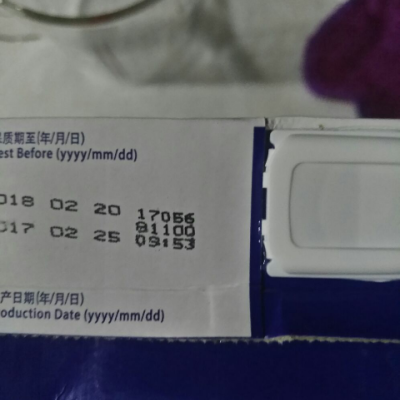 质期至(年/月/日)
est Before (yyyy/mm/dd)
018 02 20 17056
017 02 25 81100
09:53
产日期(年/月/日)
oduction Date (yyyy/mm/dd)